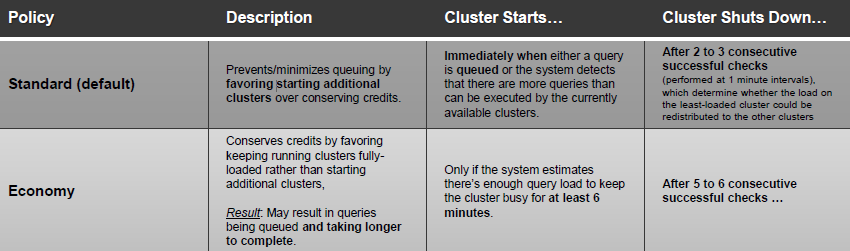 Policy
Description
Cluster Starts…
Cluster Shuts Down…
Standard (default)
Prevents/minimizes queuing by
favoring starting additional
clusters over conserving credits.
Immediately when either a query
is queued or the system detects
that there are more queries than
can be executed by the currently
available clusters.
After 2 to 3 consecutive
successful checks
(performed at 1 minute intervals),
which determine whether the load on
the least-loaded cluster could be
redistributed to the other clusters
Economy
Conserves credits by favoring
keeping running clusters fully-
loaded rather than starting
additional clusters,
Result: May result in queries
being queued and taking longer
to complete.
Only if the system estimates
there’s enough query load to keep
the cluster busy for at least 6
minutes.
After 5 to 6 consecutive
successful checks …